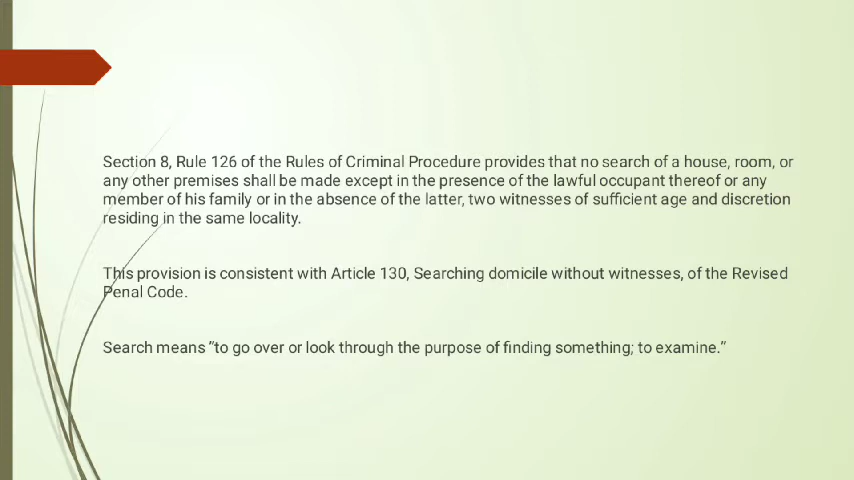 Section 8, Rule 126 of the Rules of Criminal Procedure provides that no search of a house, room, or
any other premises shall be made except in the presence of the lawful occupant thereof or any
member of his family or in the absence of the latter, two witnesses of sufficient age and discretion
residing in the same locality.
This provision is consistent with Article 130, Searching domicile without witnesses, of the Revised
Penal Code.
Search means "to go over or look through the purpose of finding something; to examine."